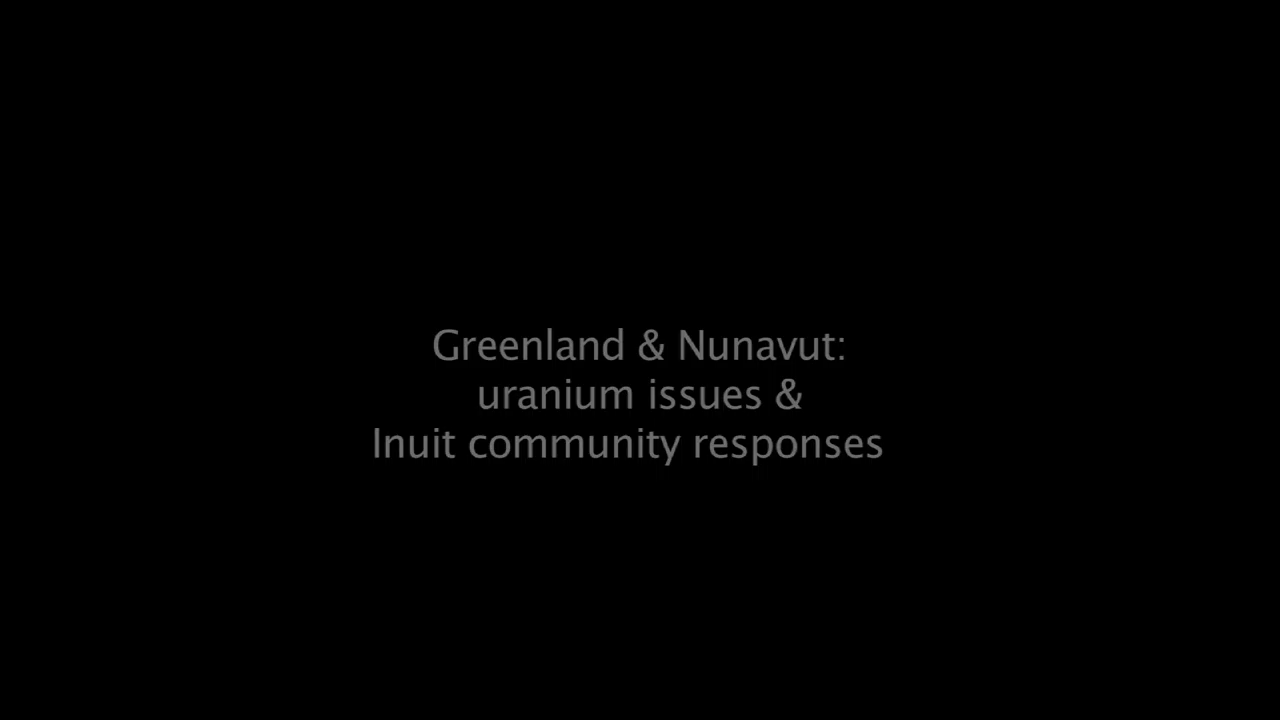 Greenland & Nunavut:
uranium issues &
Inuit community responses